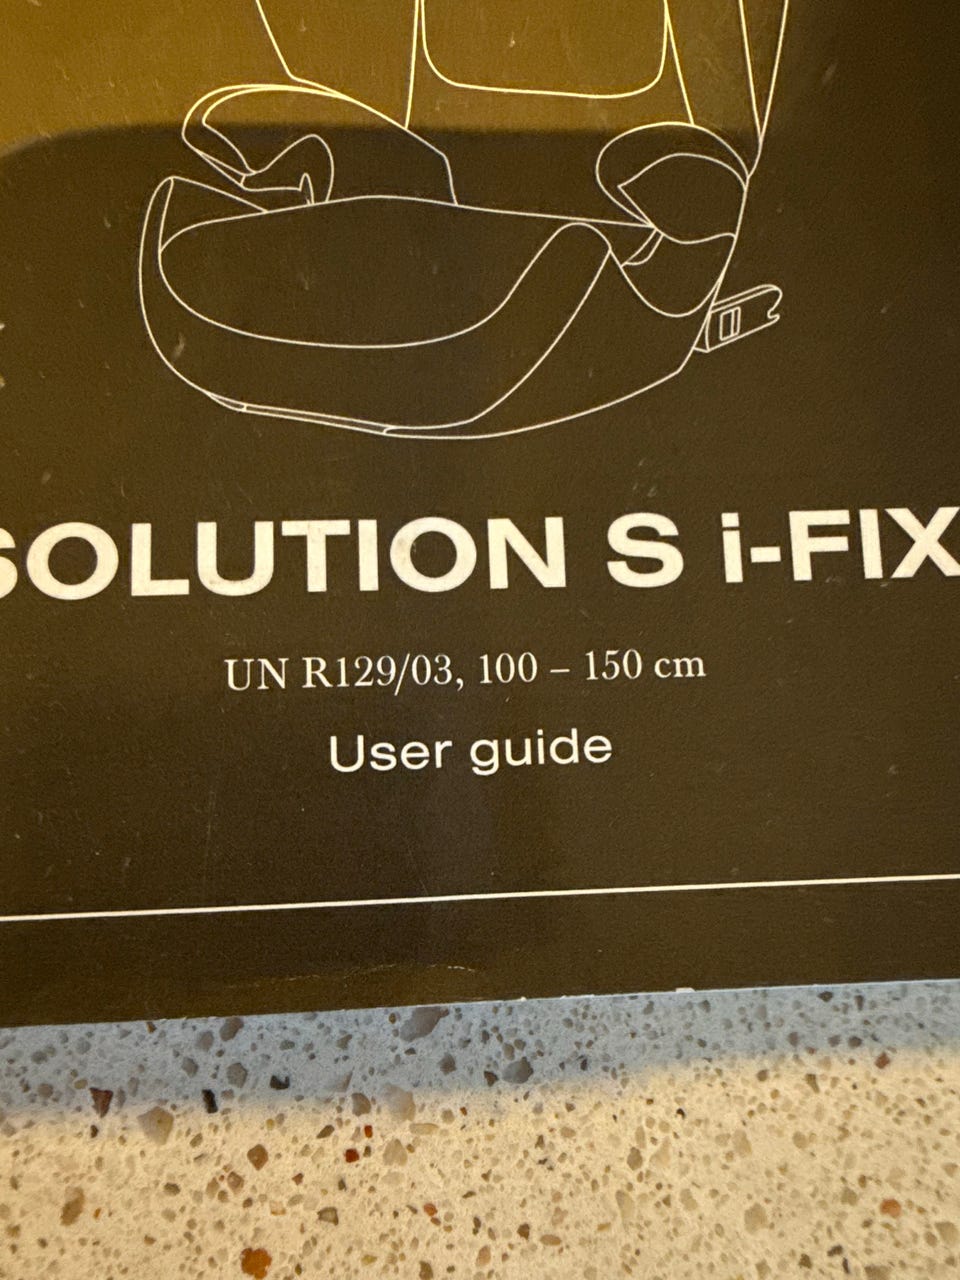 SOLUTION S i-FIX
UN R129/03, 100 – 150 cm
User guide